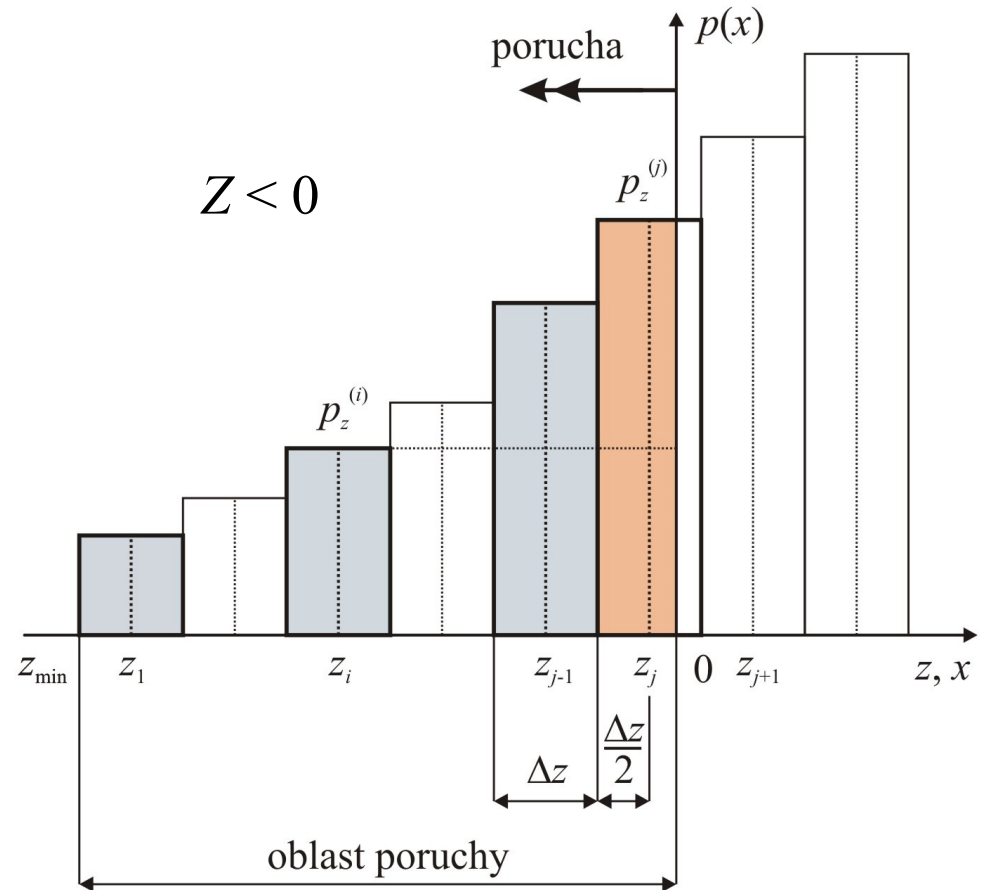 p(x)
porucha
p_z^(j)
Z < 0
p_z^(i)
z_min z_1 z_i z_j-1 z_j 0 z_j+1 z, x
Δz Δz/2
oblast poruchy